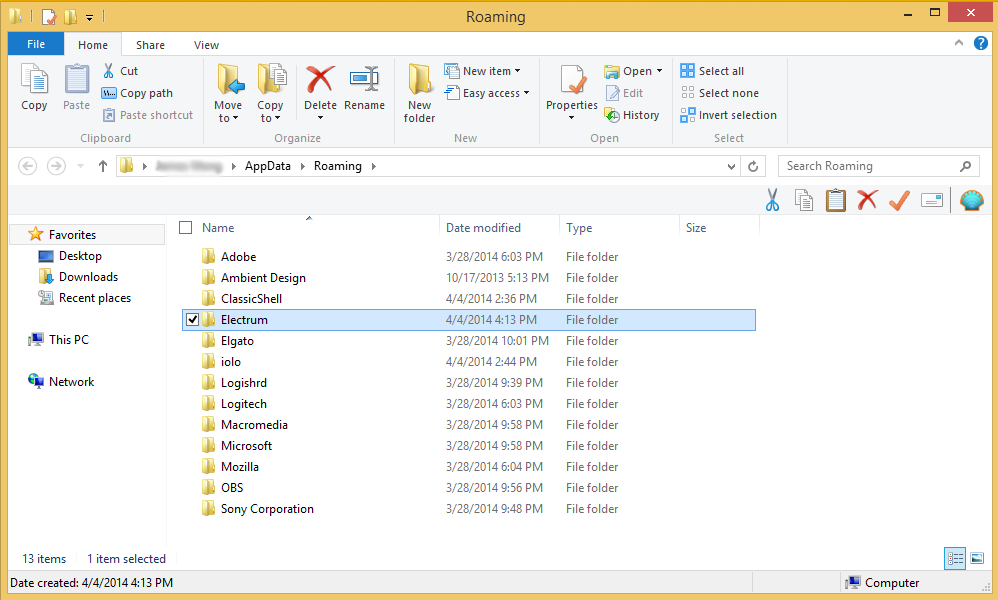 Roaming
File Home Share View
Copy Paste Cut Copy path Paste shortcut
Move to Copy to Delete Rename
New folder New item Easy access
Properties Open Edit History
Select all Select none Invert selection
Clipboard Organize New Open Select
AppData Roaming Search Roaming
Favorites
Desktop
Downloads
Recent places
This PC
Network
Name Date modified Type Size
Adobe 3/28/2014 6:03 PM File folder
Ambient Design 10/17/2013 5:13 PM File folder
ClassicShell 4/4/2014 2:36 PM File folder
Electrum 4/4/2014 4:13 PM File folder
Elgato 3/28/2014 10:01 PM File folder
iolo 4/4/2014 2:44 PM File folder
Logishrd 3/28/2014 9:39 PM File folder
Logitech 3/28/2014 6:03 PM File folder
Macromedia 3/28/2014 9:58 PM File folder
Microsoft 3/28/2014 9:58 PM File folder
Mozilla 3/28/2014 6:04 PM File folder
OBS 3/28/2014 9:56 PM File folder
Sony Corporation 3/28/2014 9:48 PM File folder
13 items 1 item selected
Date created: 4/4/2014 4:13 PM Computer